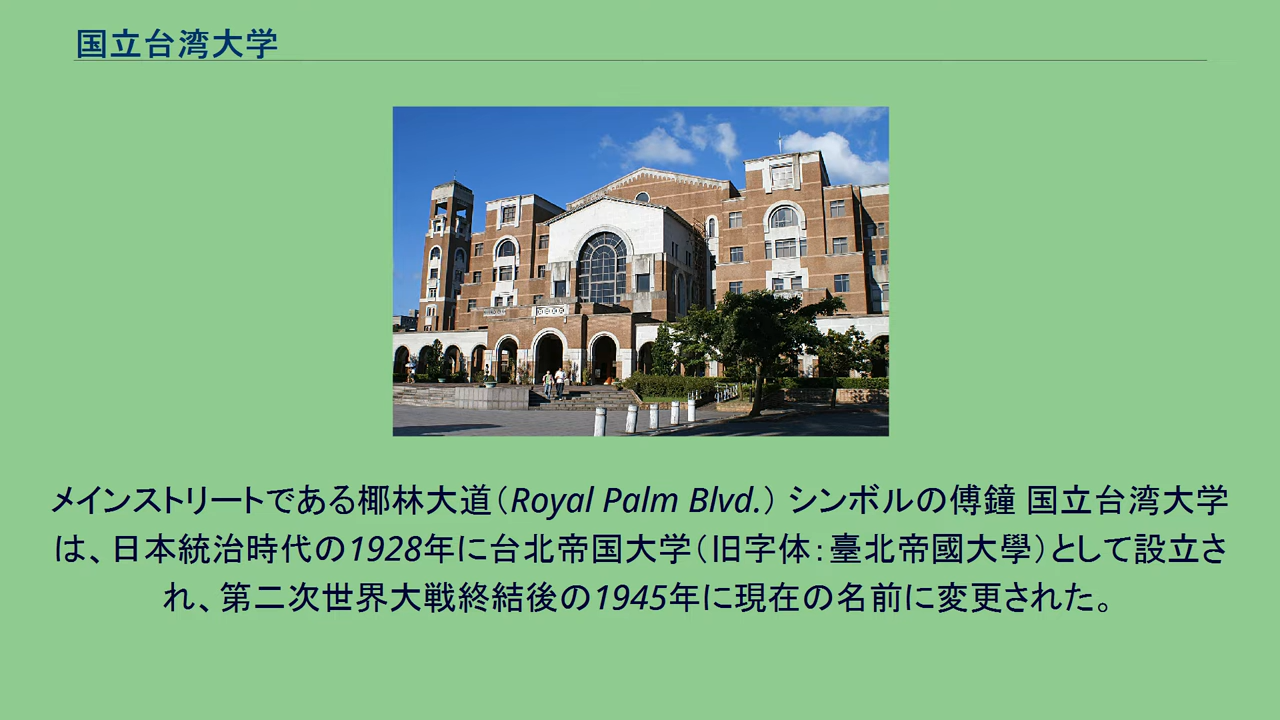 国立台湾大学
メインストリートである椰林大道（Royal Palm Blvd.） シンボルの傅鐘 国立台湾大学
は、日本統治時代の1928年に台北帝国大学（旧字体：臺北帝國大學）として設立さ
れ、第二次世界大戦終結後の1945年に現在の名前に変更された。